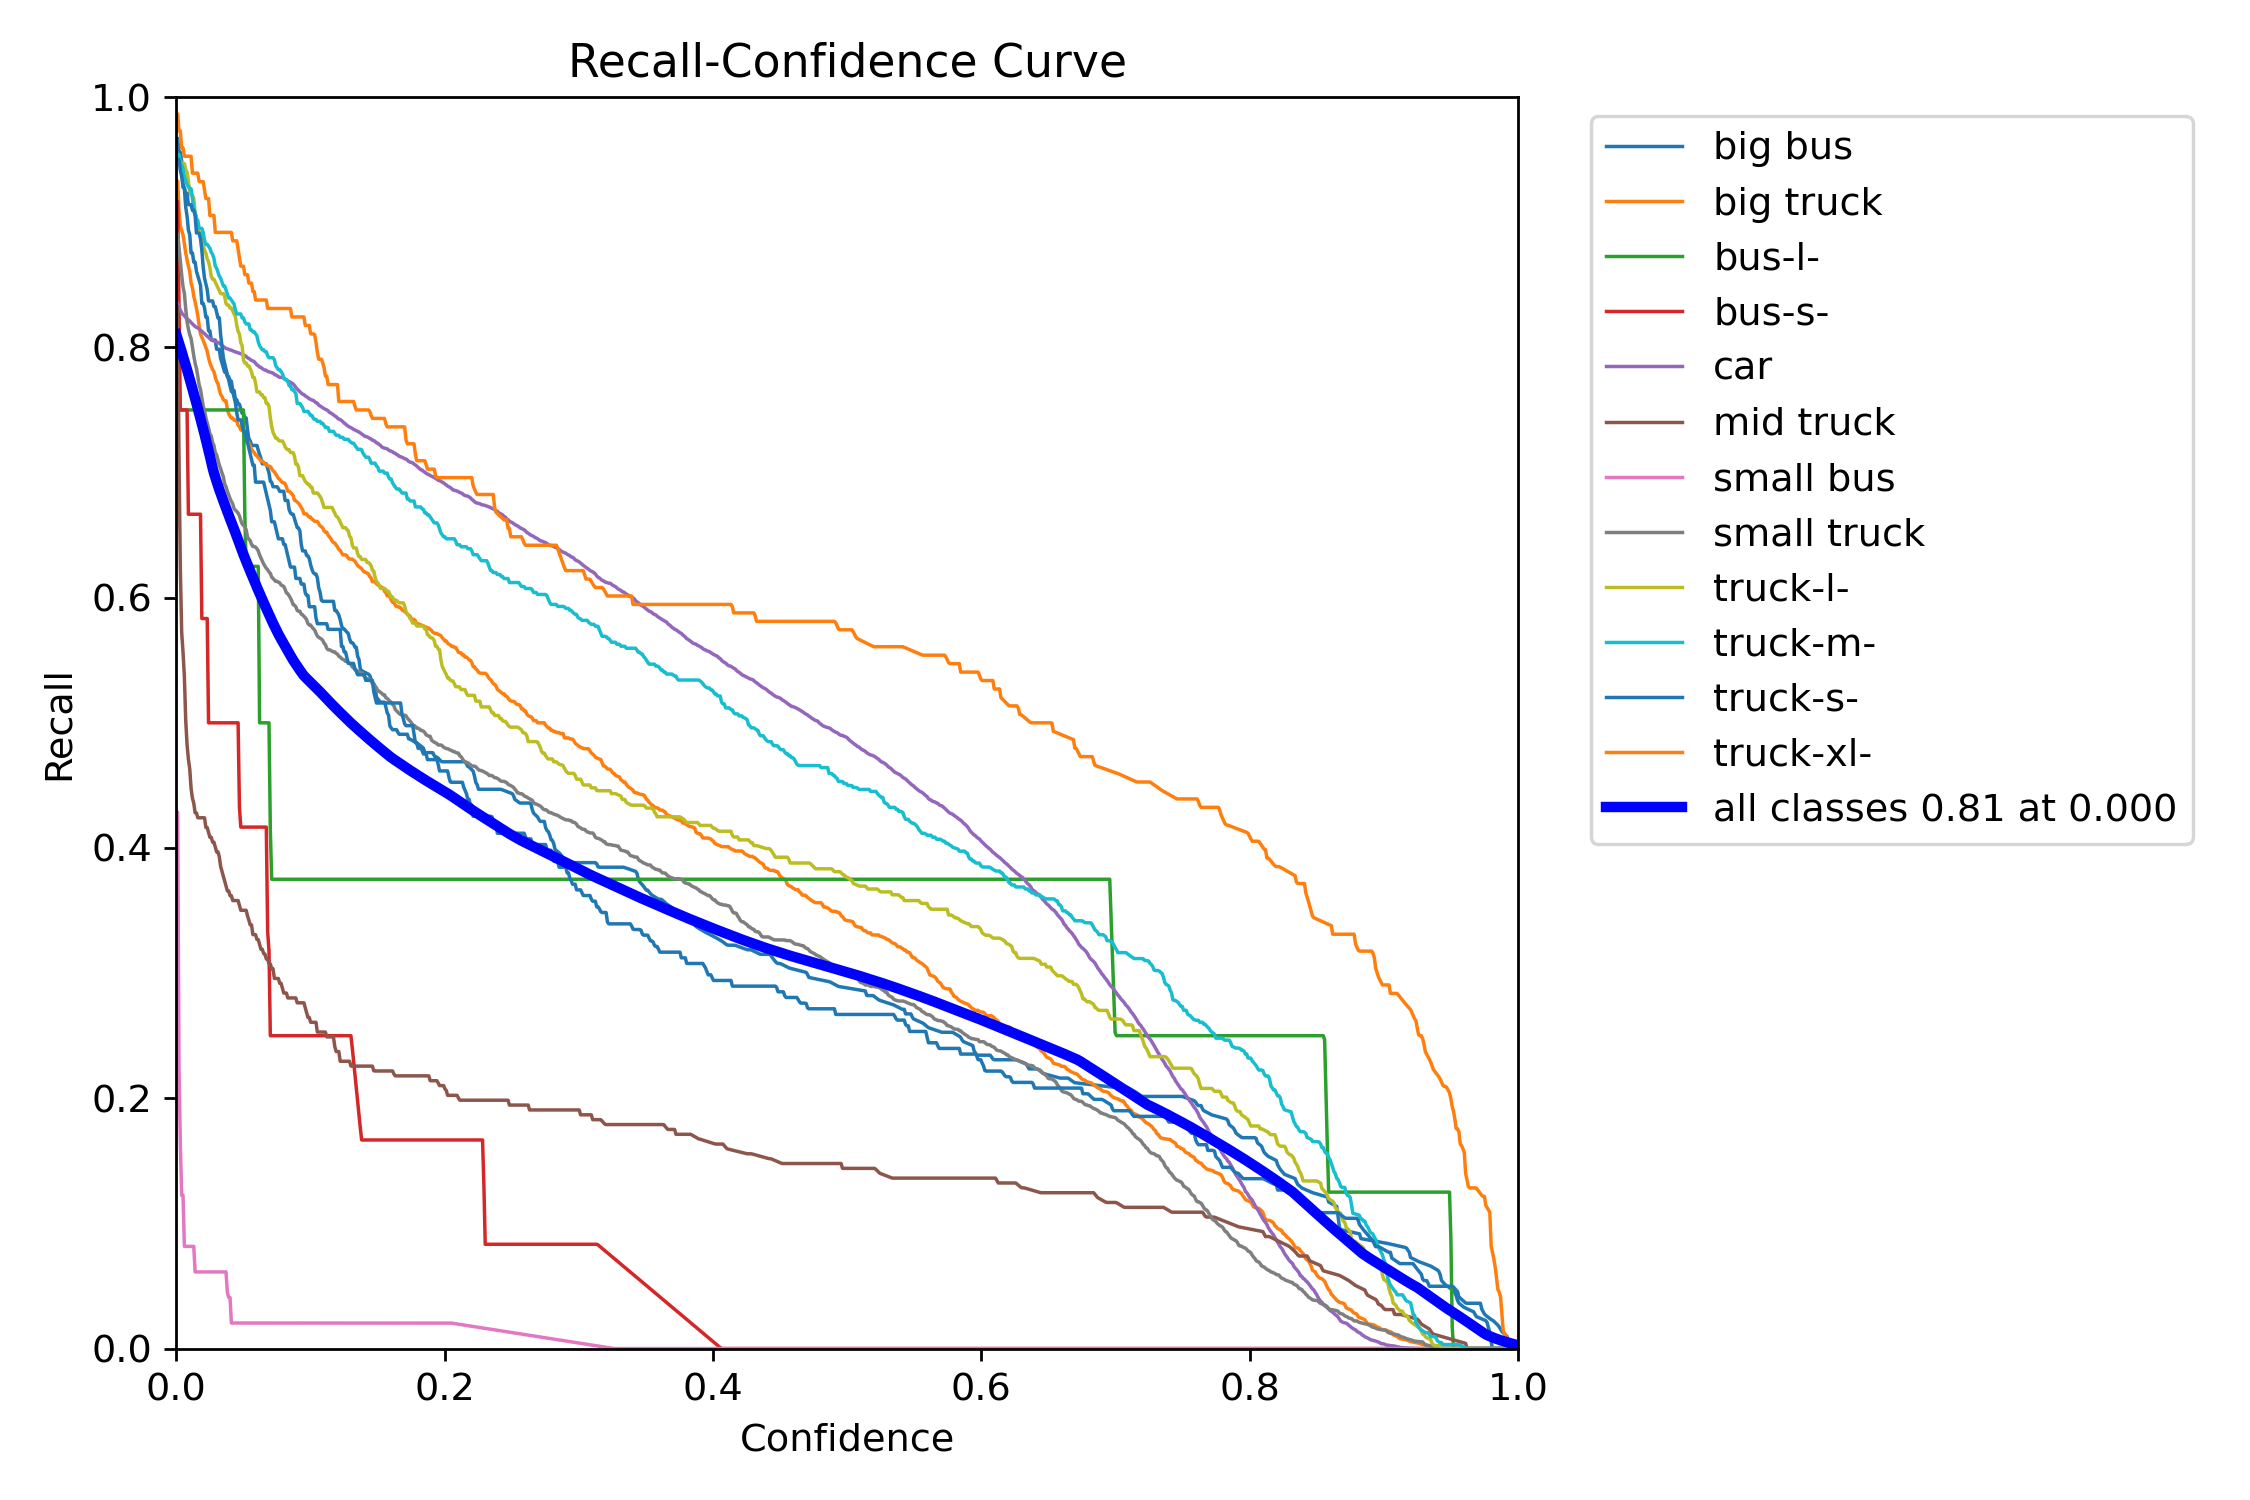 Recall-Confidence Curve
1.0
0.8
0.6
0.4
0.2
0.0
Recall
0.0 0.2 0.4 0.6 0.8 1.0
Confidence
big bus
big truck
bus-l-
bus-s-
car
mid truck
small bus
small truck
truck-l-
truck-m-
truck-s-
truck-xl-
all classes 0.81 at 0.000